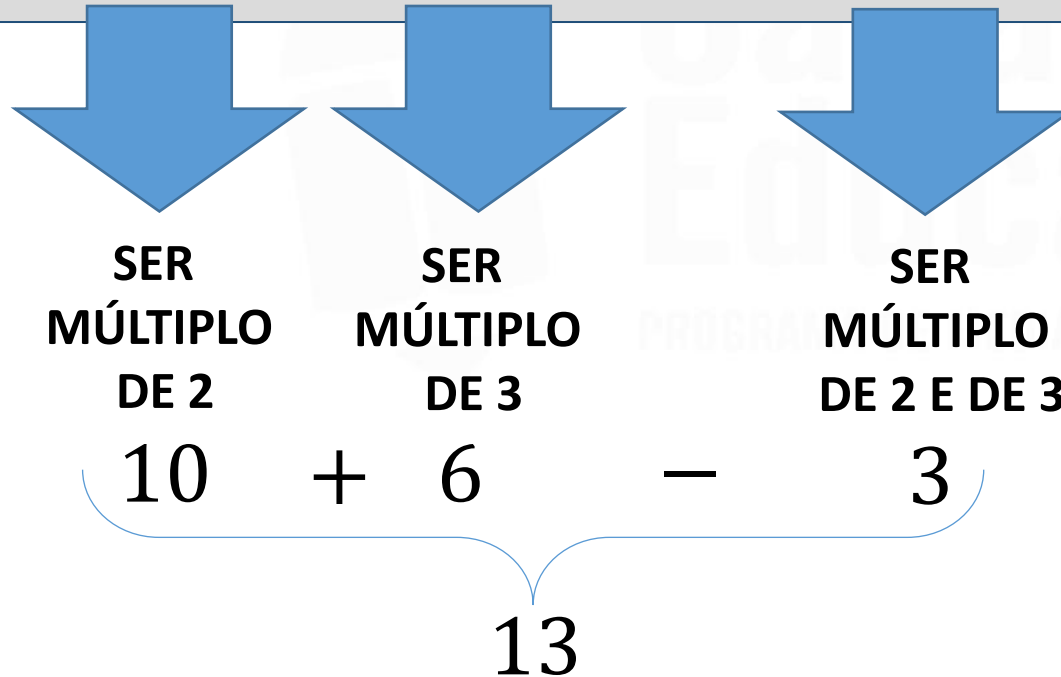 SER
MÚLTIPLO
DE 2
SER
MÚLTIPLO
DE 3
SER
MÚLTIPLO
DE 2 E DE 3
10 + 6 − 3
13